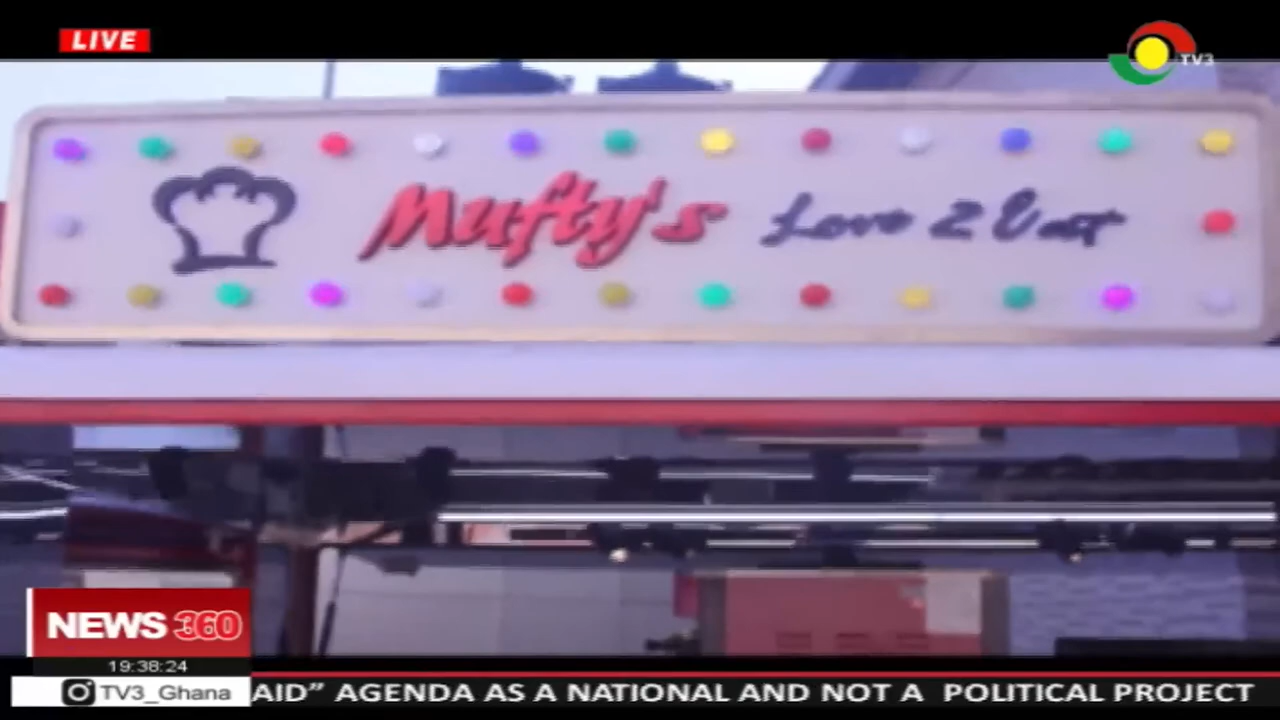 LIVE
TV3
Mufty's Love 2 Eat
NEWS 360
19:38:24
TV3_Ghana
AID” AGENDA AS A NATIONAL AND NOT A POLITICAL PROJECT